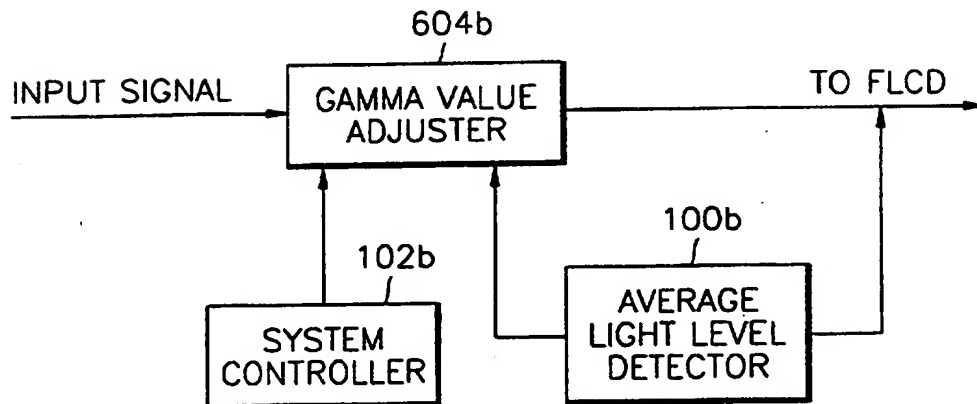 604b
INPUT SIGNAL
GAMMA VALUE
ADJUSTER
TO FLCD
100b
102b
AVERAGE
LIGHT LEVEL
DETECTOR
SYSTEM
CONTROLLER